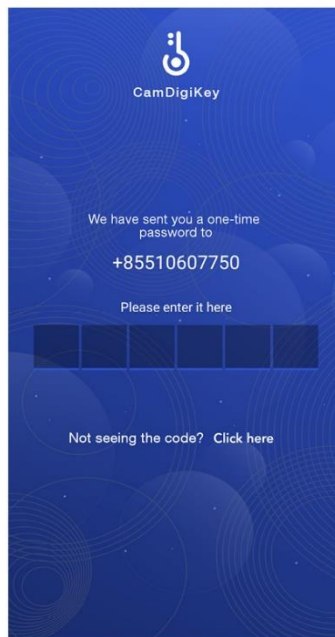 CamDigiKey
We have sent you a one-time
password to
+85510607750
Please enter it here
Not seeing the code? Click here